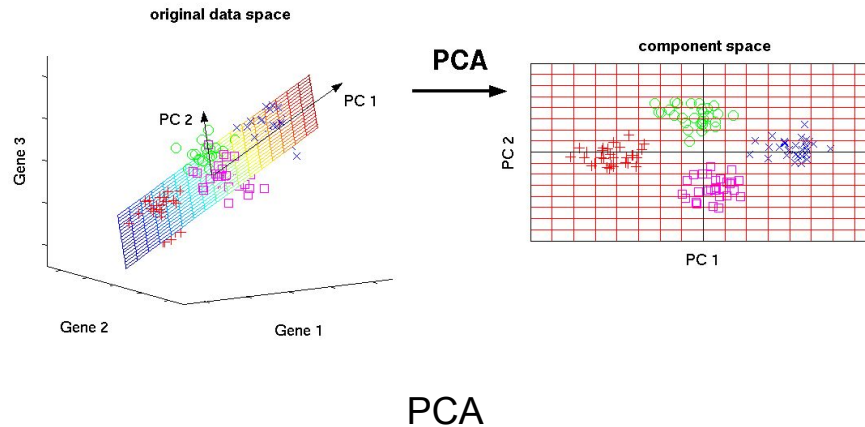 original data space
PCA
component space
PC 1
PC 2
Gene 3
PC 2
Gene 2
Gene 1
PC 1
PCA